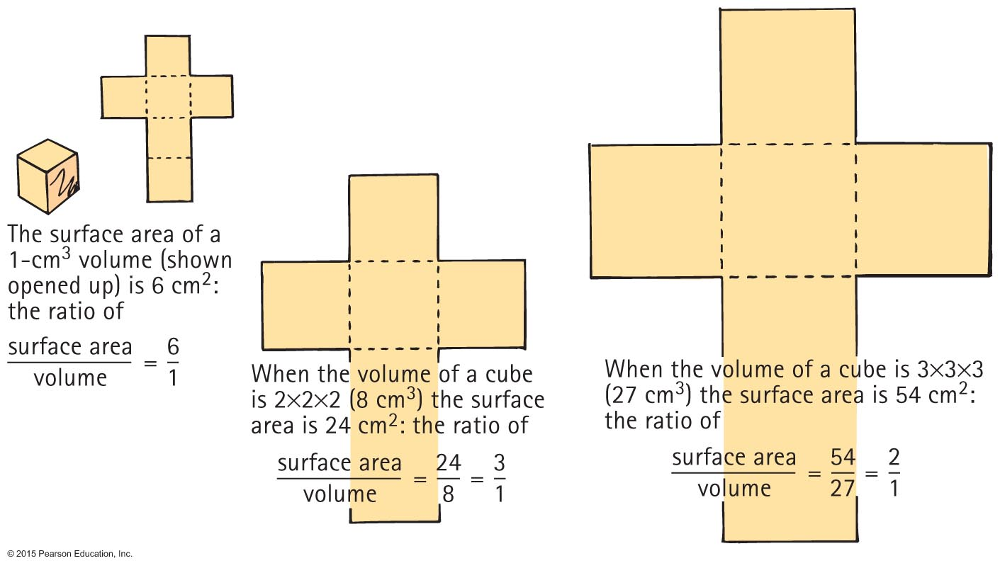 The surface area of a
1-cm³ volume (shown
opened up) is 6 cm²:
the ratio of
surface area
volume
=
6
1
When the volume of a cube
is 2×2×2 (8 cm³) the surface
area is 24 cm²: the ratio of
surface area
volume
=
24
8
=
3
1
When the volume of a cube is 3×3×3
(27 cm³) the surface area is 54 cm²:
the ratio of
surface area
volume
=
54
27
=
2
1
© 2015 Pearson Education, Inc.